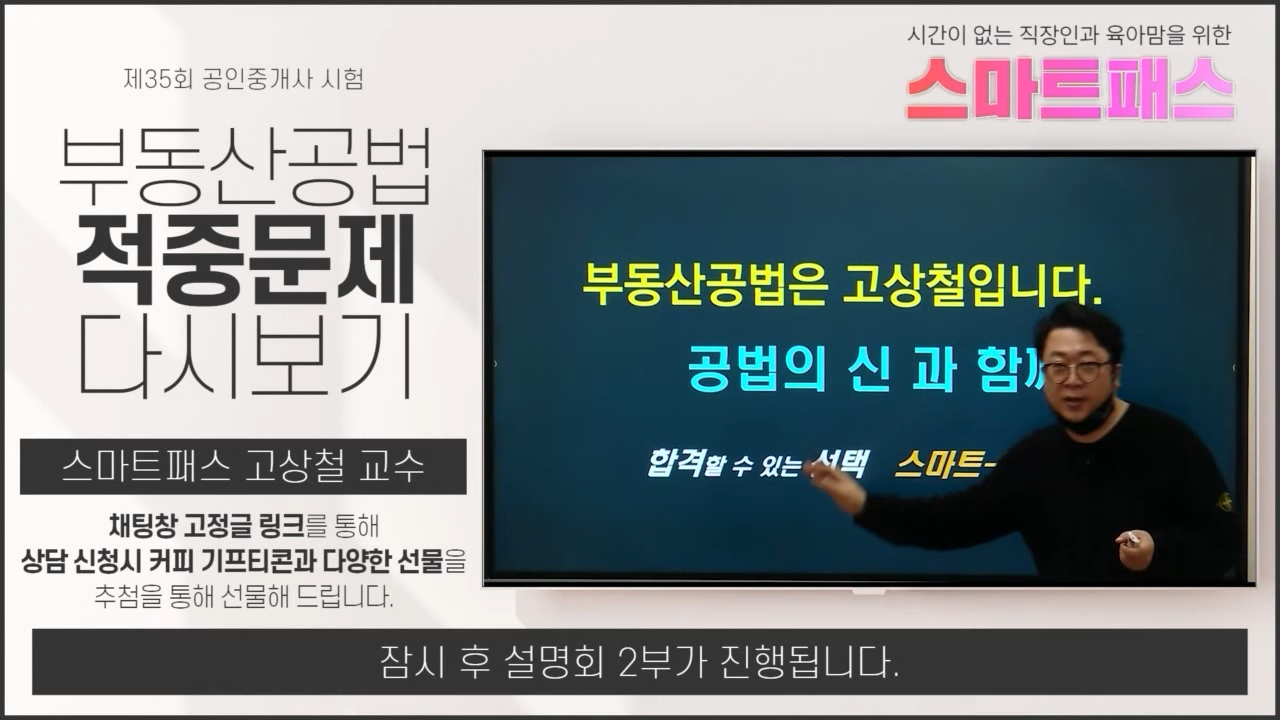 제35회 공인중개사 시험
부동산공법
적중문제
다시보기
스마트패스 고상철 교수
채팅창 고정글 링크를 통해
상담 신청시 커피 기프티콘과 다양한 선물을
추첨을 통해 선물해 드립니다.
시간이 없는 직장인과 육아맘을 위한
스마트패스
부동산공법은 고상철입니다.
공법의 신 과
합격할 수 있는 선택 스마트-
잠시 후 설명회 2부가 진행됩니다.